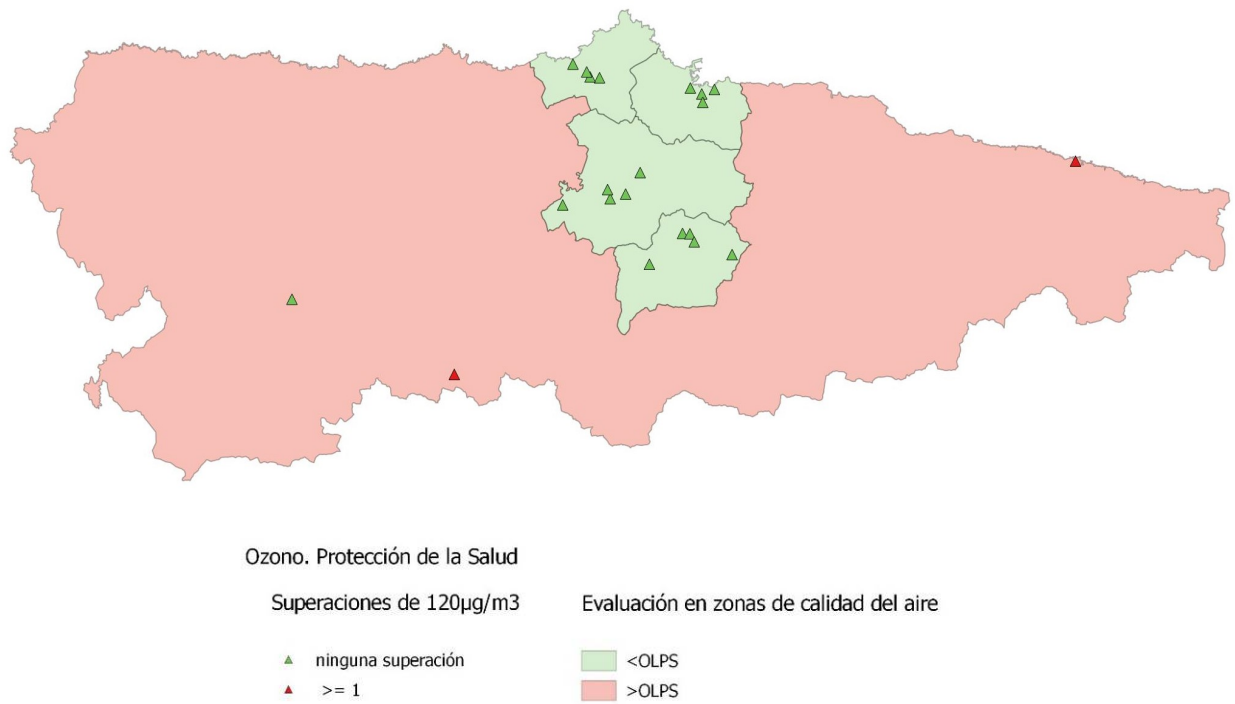 Ozono. Protección de la Salud
Superaciones de 120µg/m3
ninguna superación
>= 1
Evaluación en zonas de calidad del aire
<OLPS
>OLPS